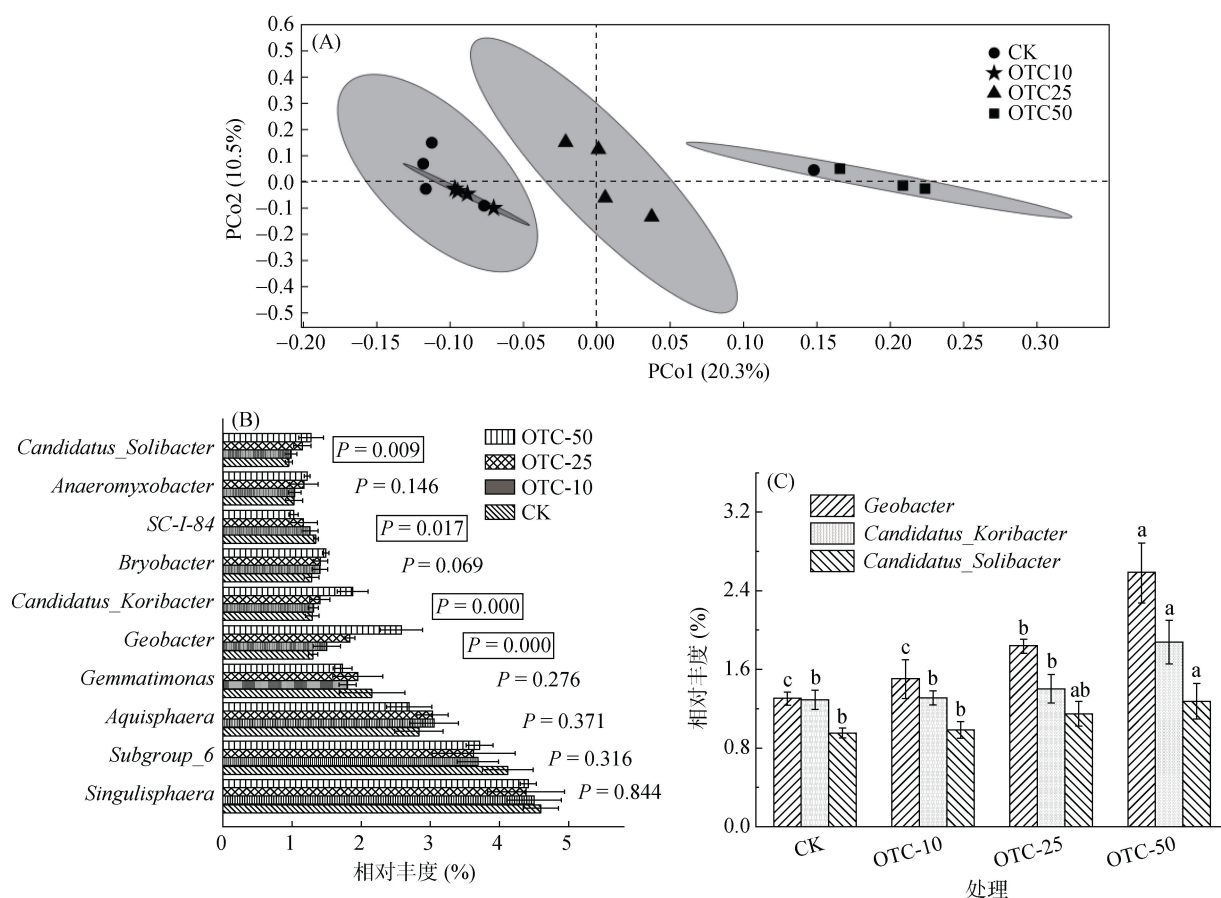 (A)
CK
OTC10
OTC25
OTC50
0.6
0.5
0.4
0.3
0.2
0.1
0.0
−0.1
−0.2
−0.3
−0.4
−0.5
PCo2 (10.5%)
−0.20 −0.15 −0.10 −0.05 0.00 0.05 0.10 0.15 0.20 0.25 0.30
PCo1 (20.3%)
(B)
OTC-50
OTC-25
OTC-10
CK
Candidatus_Solibacter P = 0.009
Anaeromyxobacter P = 0.146
SC-I-84 P = 0.017
Bryobacter P = 0.069
Candidatus_Koribacter P = 0.000
Geobacter P = 0.000
Gemmatimonas P = 0.276
Aquisphaera P = 0.371
Subgroup_6 P = 0.316
Singulisphaera P = 0.844
0 1 2 3 4 5
相对丰度 (%)
(C)
Geobacter
Candidatus_Koribacter
Candidatus_Solibacter
3.2
2.4
1.6
0.8
0.0
相对丰度 (%)
c b b
b b b
b b ab
a a a
CK OTC-10 OTC-25 OTC-50
处理